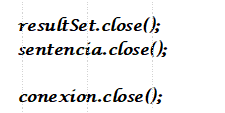 resultSet.close();
sentencia.close();
conexion.close();